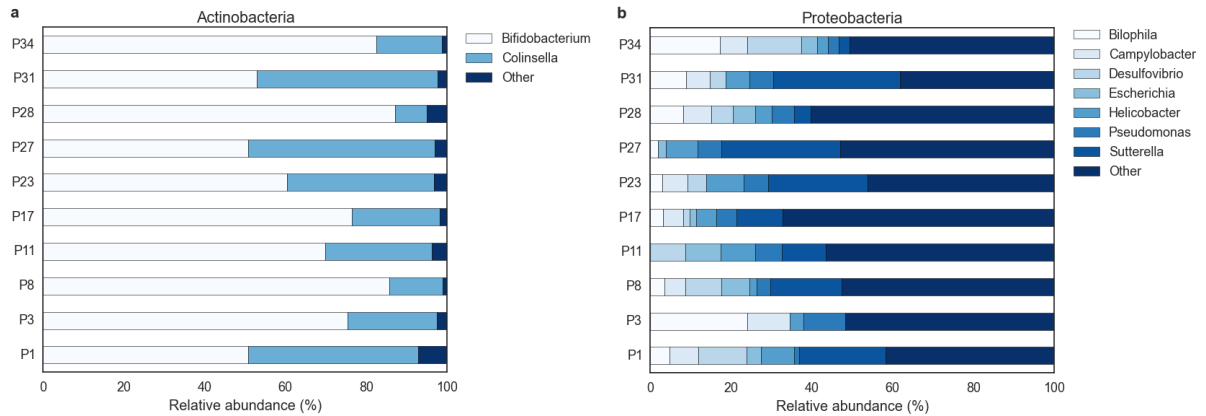 a
Actinobacteria
P34
P31
P28
P27
P23
P17
P11
P8
P3
P1
0 20 40 60 80 100
Relative abundance (%)
Bifidobacterium
Colinsella
Other
b
Proteobacteria
P34
P31
P28
P27
P23
P17
P11
P8
P3
P1
0 20 40 60 80 100
Relative abundance (%)
Bilophila
Campylobacter
Desulfovibrio
Escherichia
Helicobacter
Pseudomonas
Sutterella
Other